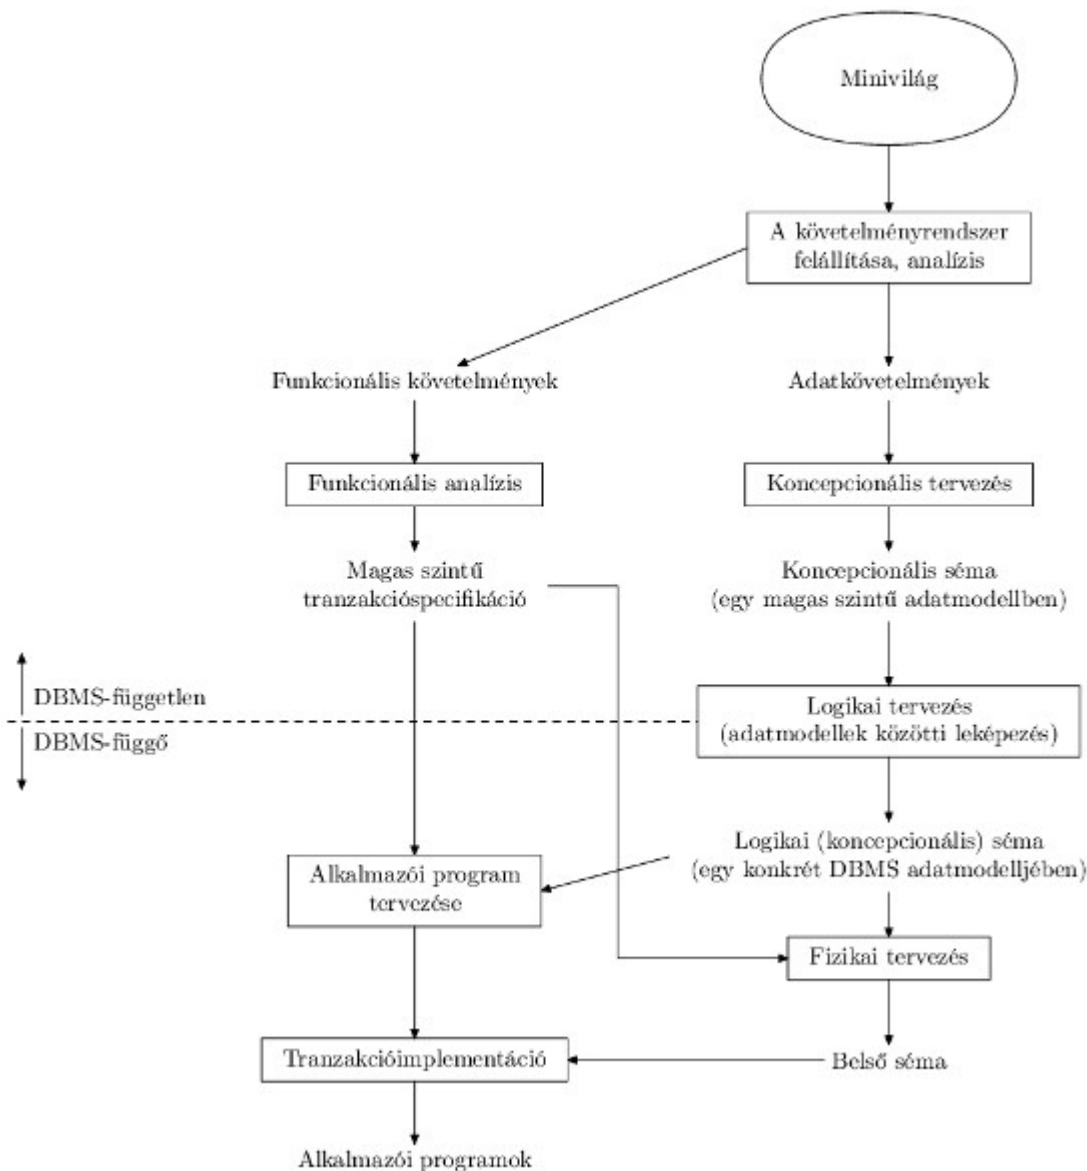 Minivilág
A követelményrendszer
felállítása, analízis
Funkcionális követelmények
Adatkövetelmények
Funkcionális analízis
Koncepcionális tervezés
Magas szintű
tranzakcióspecifikáció
Koncepcionális séma
(egy magas szintű adatmodellben)
DBMS-független
DBMS-függő
Logikai tervezés
(adatmodellek közötti leképezés)
Logikai (koncepcionális) séma
(egy konkrét DBMS adatmodelljében)
Alkalmazói program
tervezése
Fizikai tervezés
Tranzakcióimplementáció
Belső séma
Alkalmazói programok